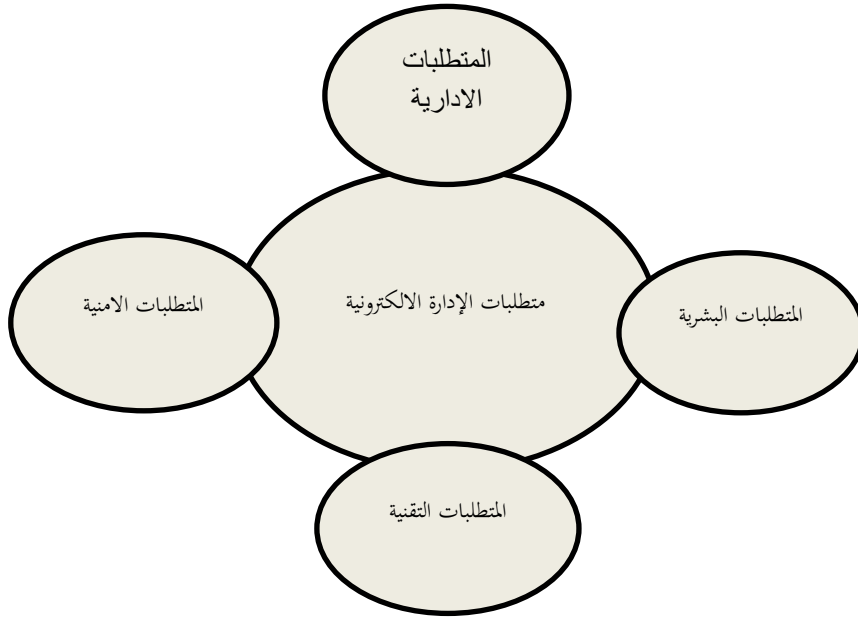 المتطلبات
الادارية
متطلبات الإدارة الالكترونية
المتطلبات البشرية
المتطلبات الامنية
المتطلبات التقنية